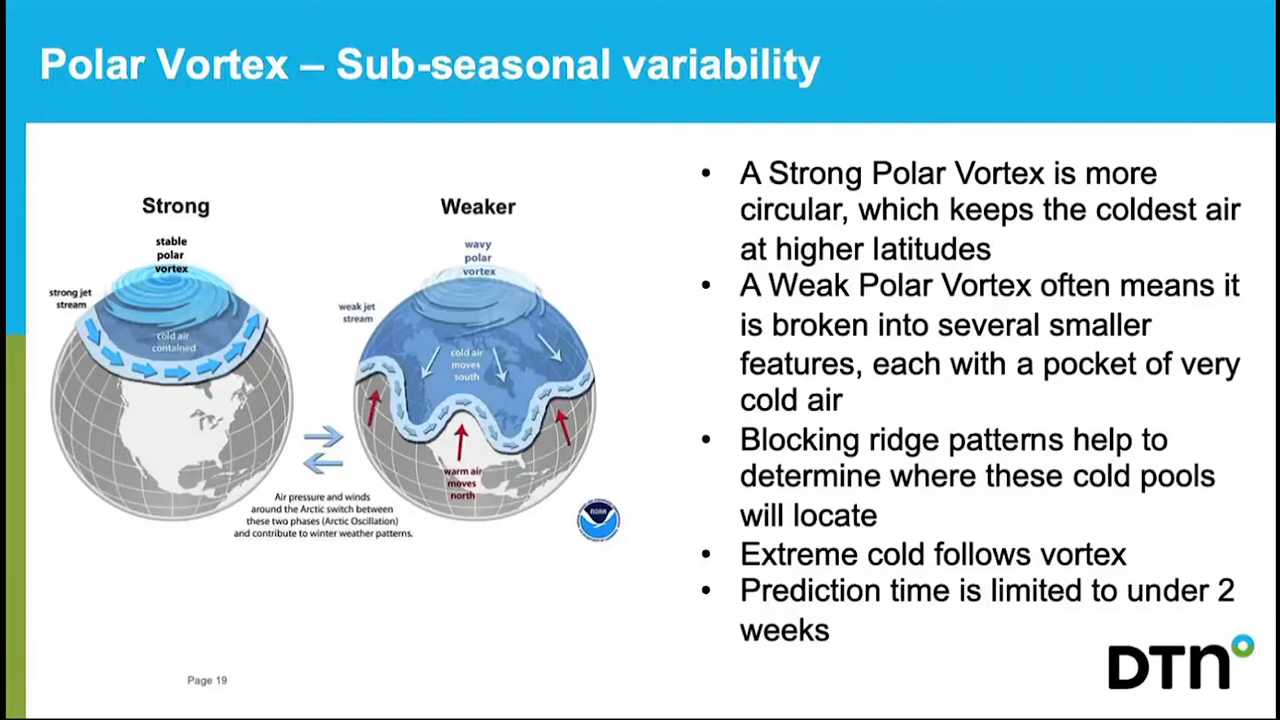 Polar Vortex – Sub-seasonal variability
Strong
stable
polar
vortex
strong jet
stream
cold air
contained
Weaker
wavy
polar
vortex
weak jet
stream
cold air
moves
south
warm air
moves
north
Air pressure and winds
around the Arctic switch between
these two phases (Arctic Oscillation)
and contribute to winter weather patterns.
NOAA
• A Strong Polar Vortex is more
circular, which keeps the coldest air
at higher latitudes
• A Weak Polar Vortex often means it
is broken into several smaller
features, each with a pocket of very
cold air
• Blocking ridge patterns help to
determine where these cold pools
will locate
• Extreme cold follows vortex
• Prediction time is limited to under 2
weeks
Page 19
DTN